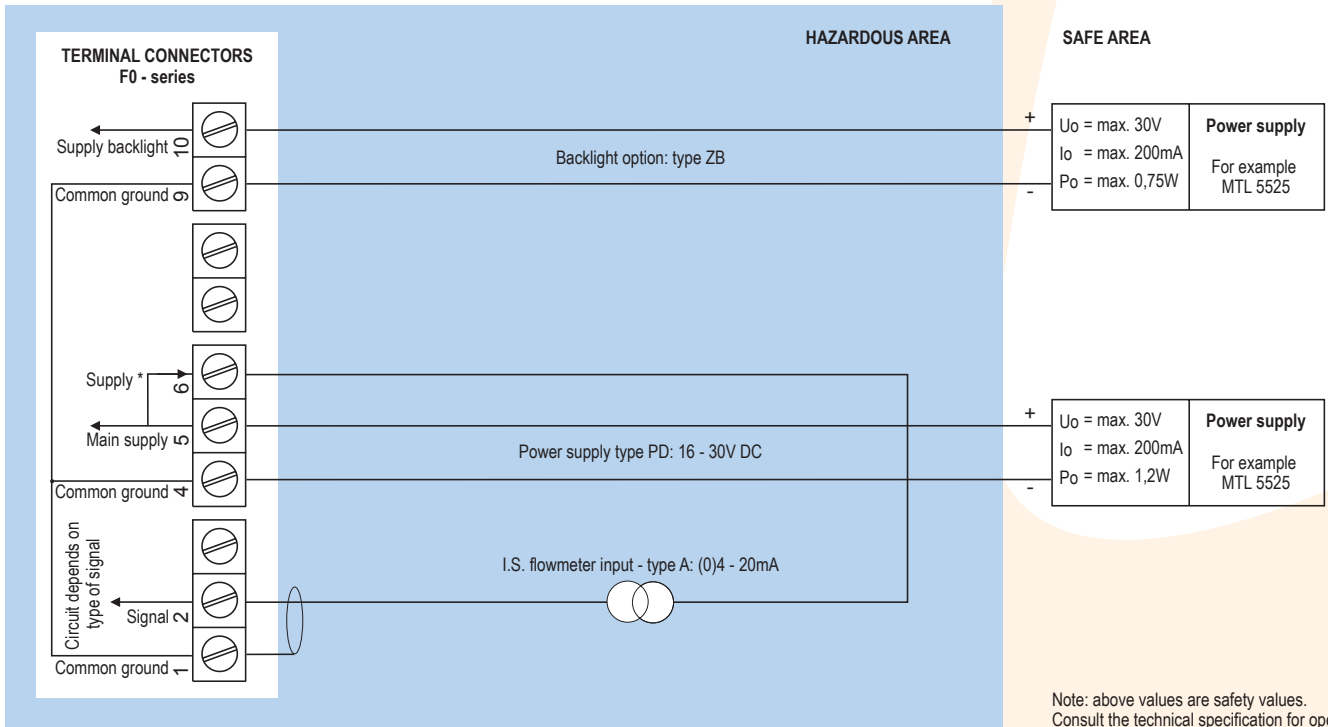 HAZARDOUS AREA
SAFE AREA
TERMINAL CONNECTORS
F0 - series
Supply backlight 10
Common ground 9
Backlight option: type ZB
+
-
Uo = max. 30V
Io = max. 200mA
Po = max. 0,75W
Power supply
For example
MTL 5525
Supply * 6
Main supply 5
Common ground 4
Power supply type PD: 16 - 30V DC
+
-
Uo = max. 30V
Io = max. 200mA
Po = max. 1,2W
Power supply
For example
MTL 5525
Circuit depends on
type of signal
Signal 2
Common ground 1
I.S. flowmeter input - type A: (0)4 - 20mA
Note: above values are safety values.
Consult the technical specification for